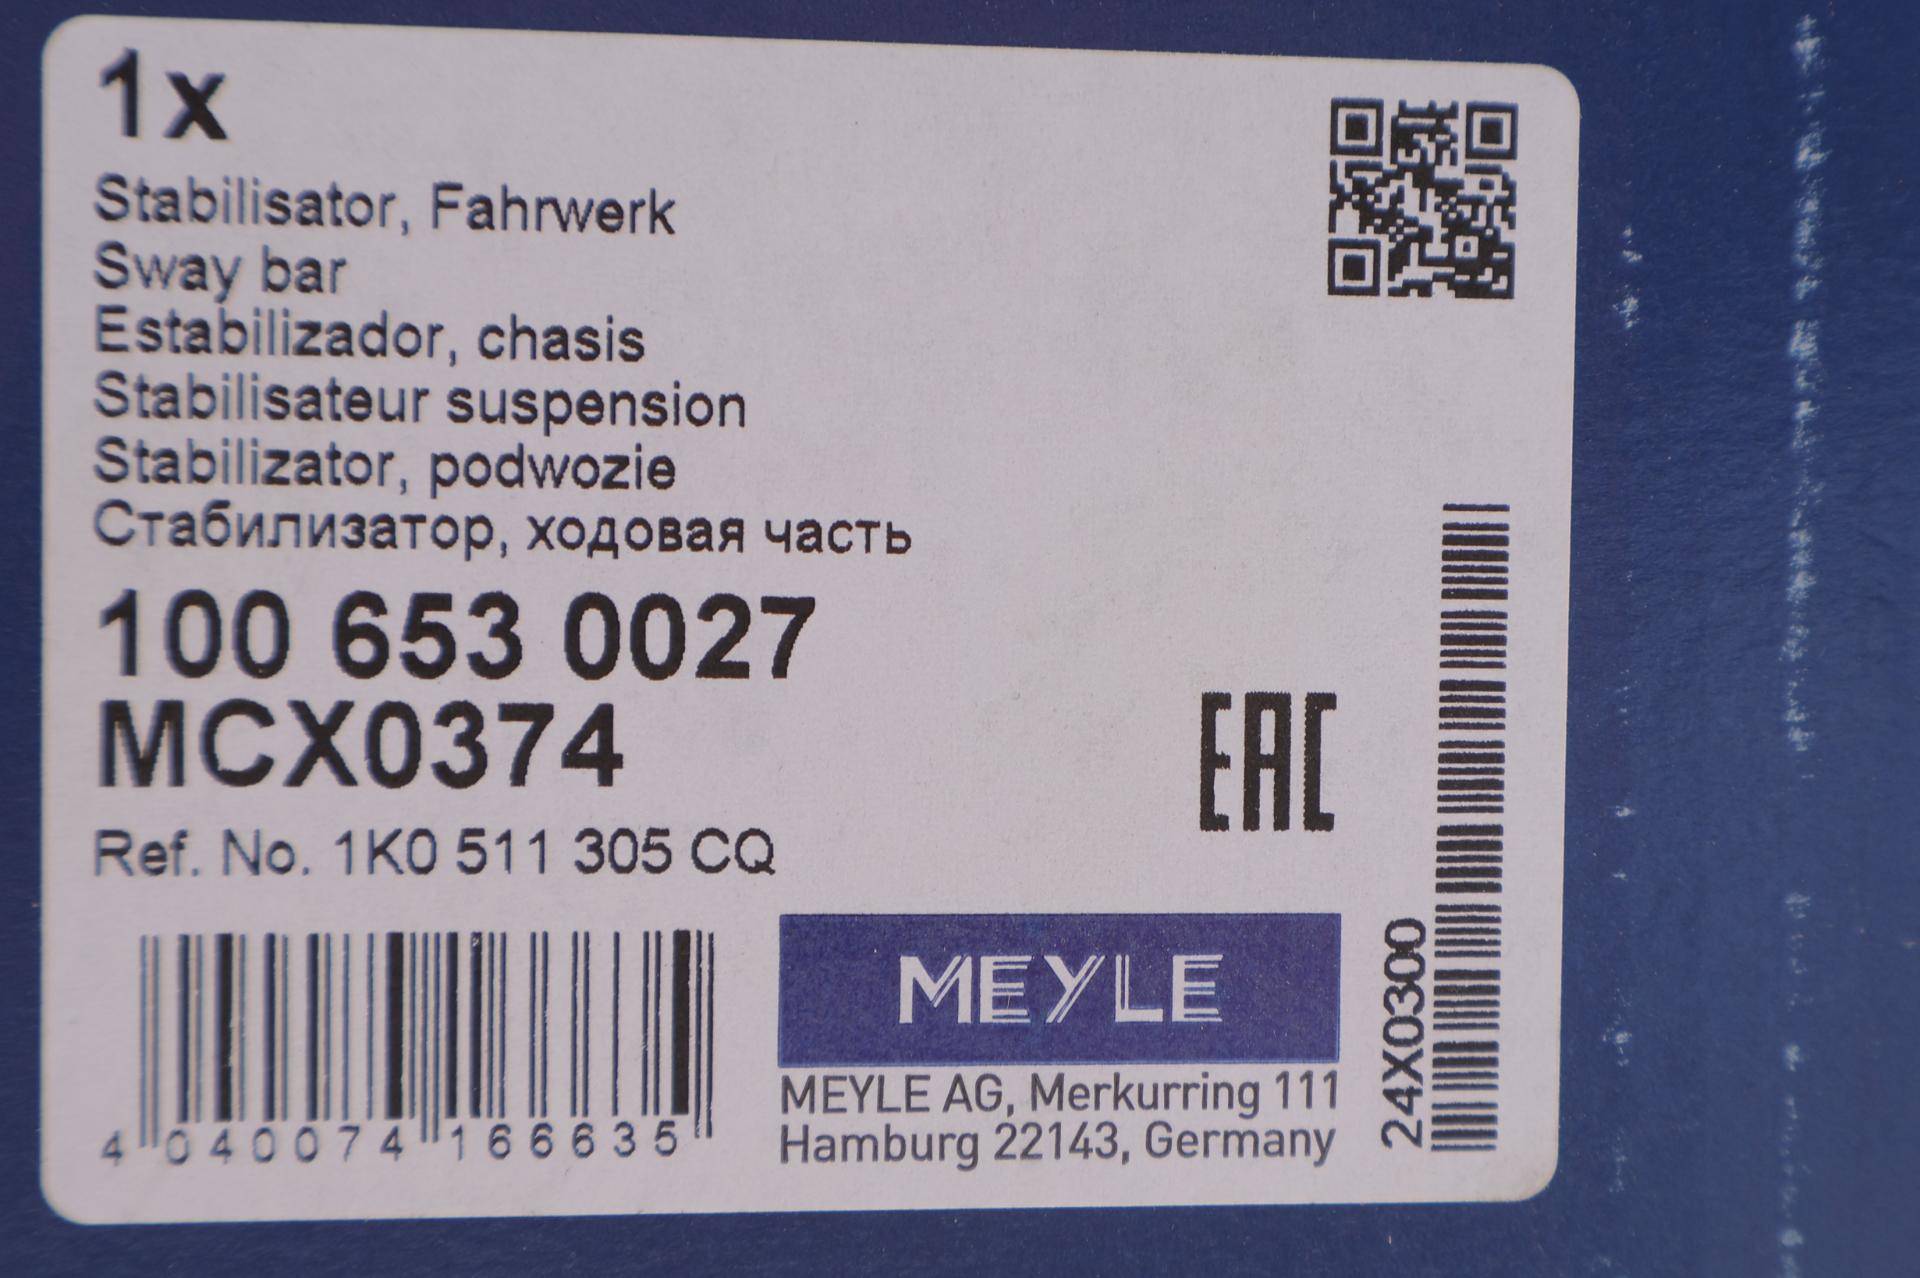 1x
Stabilisator, Fahrwerk
Sway bar
Estabilizador, chasis
Stabilisateur suspension
Stabilizator, podwozie
Стабилизатор, ходовая часть
100 653 0027
MCX0374
Ref. No. 1K0 511 305 CQ
EAC
4 040074 166635
MEYLE
MEYLE AG, Merkurring 111
Hamburg 22143, Germany
24X0300